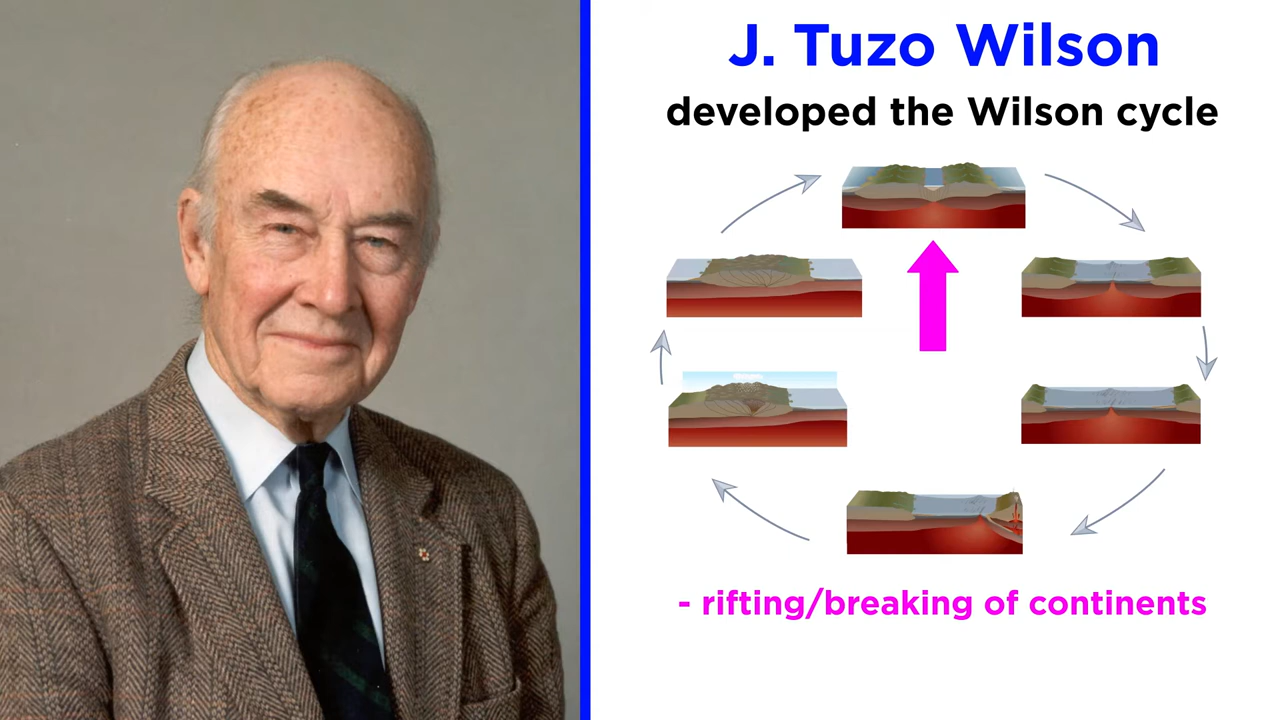 J. Tuzo Wilson
developed the Wilson cycle
- rifting/breaking of continents